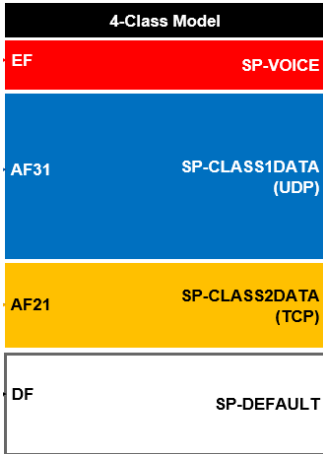 4-Class Model
EF
SP-VOICE
AF31
SP-CLASS1DATA
(UDP)
AF21
SP-CLASS2DATA
(TCP)
DF
SP-DEFAULT